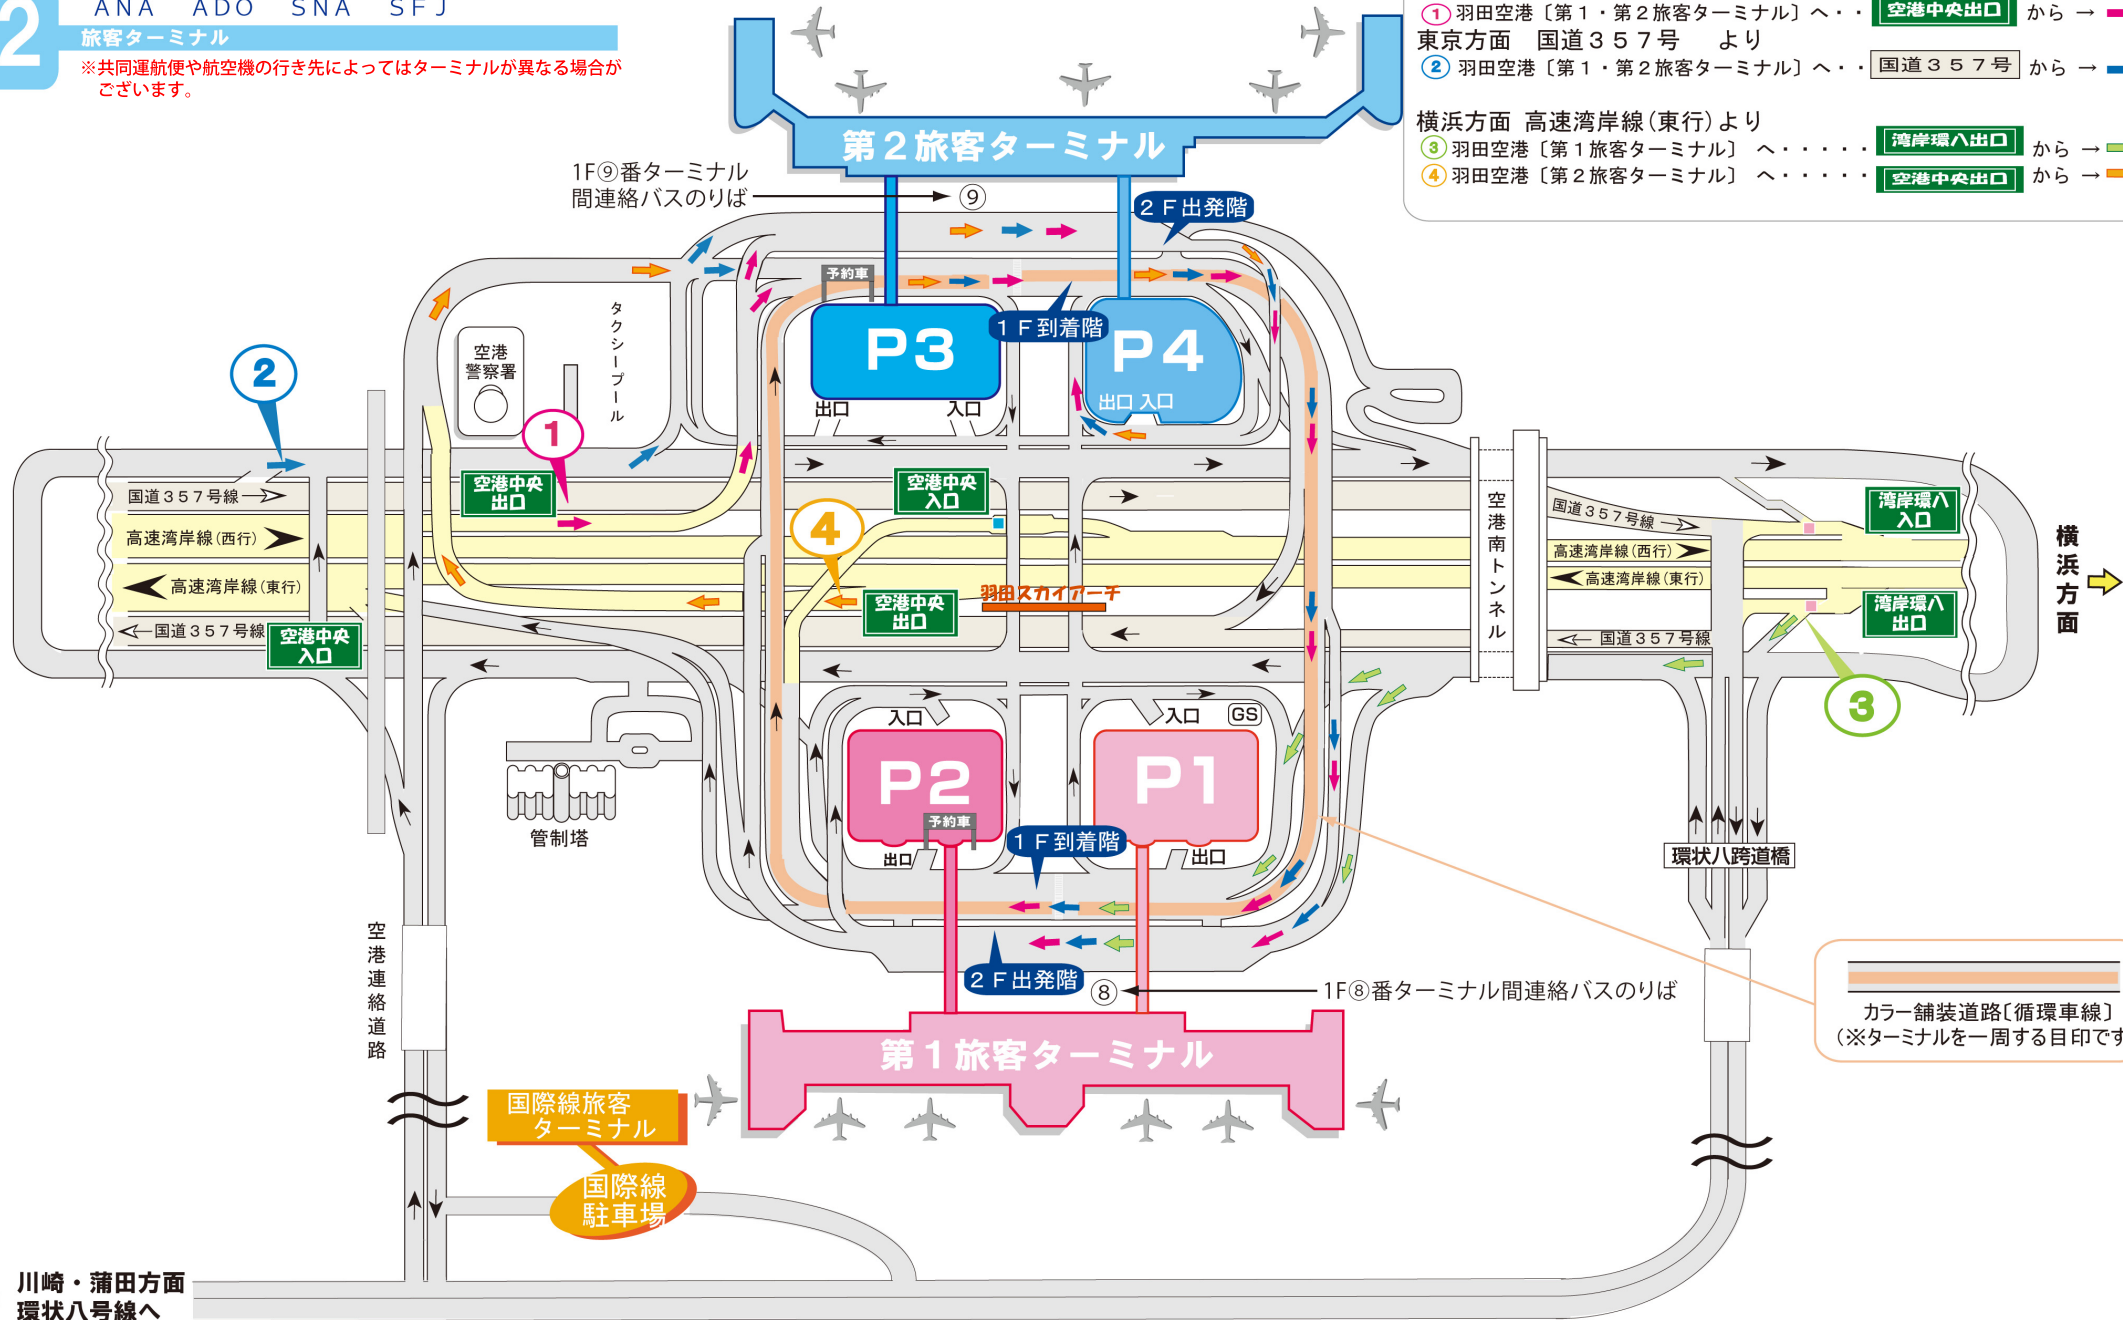 2
ANA ADO SNA SFJ
旅客ターミナル
※共同運航便や航空機の行き先によってはターミナルが異なる場合が
ございます。
① 羽田空港〔第1・第2旅客ターミナル〕へ・・ 空港中央出口 から →
東京方面 国道357号 より
② 羽田空港〔第1・第2旅客ターミナル〕へ・・ 国道357号 から →
横浜方面 高速湾岸線(東行)より
③ 羽田空港〔第1旅客ターミナル〕 へ・・・・・ 湾岸環八出口 から →
④ 羽田空港〔第2旅客ターミナル〕 へ・・・・・ 空港中央出口 から →
第2旅客ターミナル
1F⑨番ターミナル
間連絡バスのりば
⑨
2F出発階
予約車
1F到着階
P3
P4
出口
入口
出口 入口
タクシープール
空港
警察署
2
1
空港中央
出口
空港中央
入口
4
国道357号線
高速湾岸線(西行)
高速湾岸線(東行)
国道357号線
空港中央
入口
空港中央
出口
羽田スカイアーチ
空港南トンネル
国道357号線
高速湾岸線(西行)
高速湾岸線(東行)
国道357号線
湾岸環八
入口
湾岸環八
出口
横浜方面
3
入口
入口
GS
P2
P1
予約車
出口
出口
1F到着階
管制塔
環状八跨道橋
2F出発階
⑧
1F⑧番ターミナル間連絡バスのりば
空港連絡道路
カラー舗装道路〔循環車線〕
(※ターミナルを一周する目印です
第1旅客ターミナル
国際線旅客
ターミナル
国際線
駐車場
川崎・蒲田方面
環状八号線へ